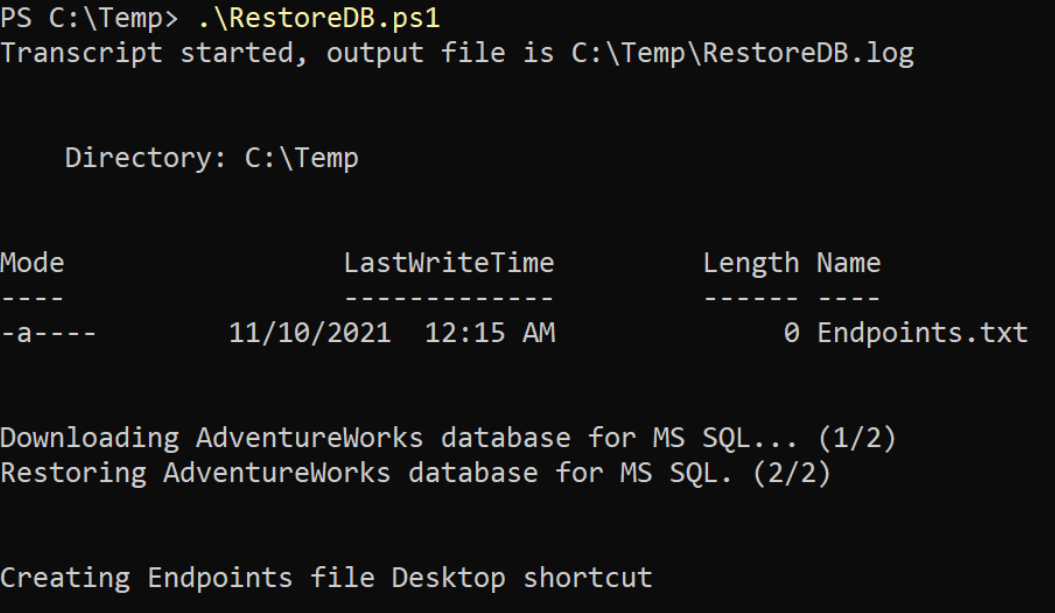 PS C:\Temp> .\RestoreDB.ps1
Transcript started, output file is C:\Temp\RestoreDB.log
Directory: C:\Temp
Mode LastWriteTime Length Name
---- ------------- ------ ----
-a---- 11/10/2021 12:15 AM 0 Endpoints.txt
Downloading AdventureWorks database for MS SQL... (1/2)
Restoring AdventureWorks database for MS SQL. (2/2)
Creating Endpoints file Desktop shortcut